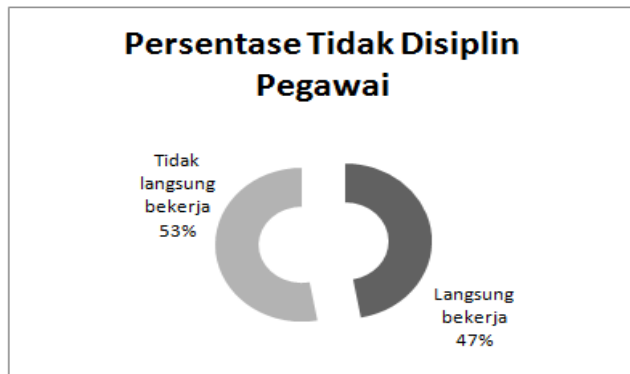 Persentase Tidak Disiplin
Pegawai
Tidak
langsung
bekerja
53%
Langsung
bekerja
47%